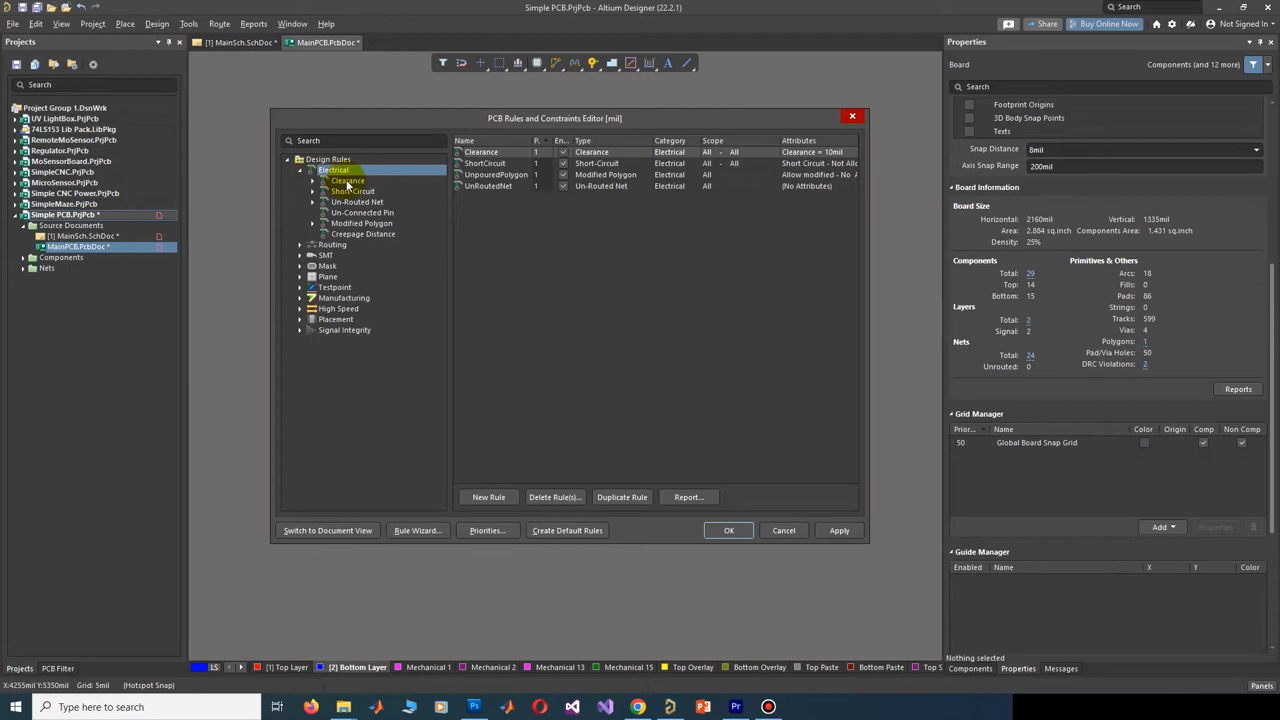 Simple PCB.PrjPcb - Altium Designer (22.2.1)
Search
File Edit View Project Place Design Tools Route Reports Window Help
Share Buy Online Now Not Signed In
Projects
[1] MainSch.SchDoc * MainPCB.PcbDoc *
Properties
Board Components (and 12 more)
Search
Search
Project Group 1.DsnWrk
UV LightBox.PrjPcb
74LS153 Lib Pack.LibPkg
RemoteMoSensor.PrjPcb
Regulator.PrjPcb
MoSensorBoard.PrjPcb
SimpleCNC.PrjPcb
MicroSensor.PrjPcb
Simple CNC Power.PrjPcb
SimpleMaze.PrjPcb
Simple PCB.PrjPcb *
Source Documents
[1] MainSch.SchDoc *
MainPCB.PcbDoc *
Components
Nets
PCB Rules and Constraints Editor [mil]
Search
Design Rules
Electrical
Clearance
Short-Circuit
Un-Routed Net
Un-Connected Pin
Modified Polygon
Creepage Distance
Routing
SMT
Mask
Plane
Testpoint
Manufacturing
High Speed
Placement
Signal Integrity
Name P. En... Type Category Scope Attributes
Clearance 1 Clearance Electrical All - All Clearance = 10mil
ShortCircuit 1 Short-Circuit Electrical All - All Short Circuit - Not Allo
UnpouredPolygon 1 Modified Polygon Electrical All Allow modified - No
UnRoutedNet 1 Un-Routed Net Electrical All (No Attributes)
New Rule Delete Rule(s)... Duplicate Rule Report...
Switch to Document View Rule Wizard... Priorities... Create Default Rules OK Cancel Apply
Footprint Origins
3D Body Snap Points
Texts
Snap Distance 8mil
Axis Snap Range 200mil
Board Information
Board Size
Horizontal: 2160mil Vertical: 1335mil
Area: 2.884 sq.inch Components Area: 1.431 sq.inch
Density: 25%
Components Primitives & Others
Total: 29 Arcs: 18
Top: 14 Fills: 0
Bottom: 15 Pads: 86
Strings: 0
Layers
Total: 2 Tracks: 599
Signal: 2 Vias: 4
Nets Polygons: 1
Total: 24 Pad/Via Holes: 50
Unrouted: 0 DRC Violations: 2
Reports
Grid Manager
Prior... Name Color Origin Comp Non Comp
50 Global Board Snap Grid
Add Properties
Guide Manager
Enabled Name X Y Color
Nothing selected
Projects PCB Filter
LS [1] Top Layer [2] Bottom Layer Mechanical 1 Mechanical 2 Mechanical 13 Mechanical 15 Top Overlay Bottom Overlay Top Paste Bottom Paste Top S
Components Properties Messages
X:4255mil Y:5350mil Grid: 5mil (Hotspot Snap)
Panels
Type here to search